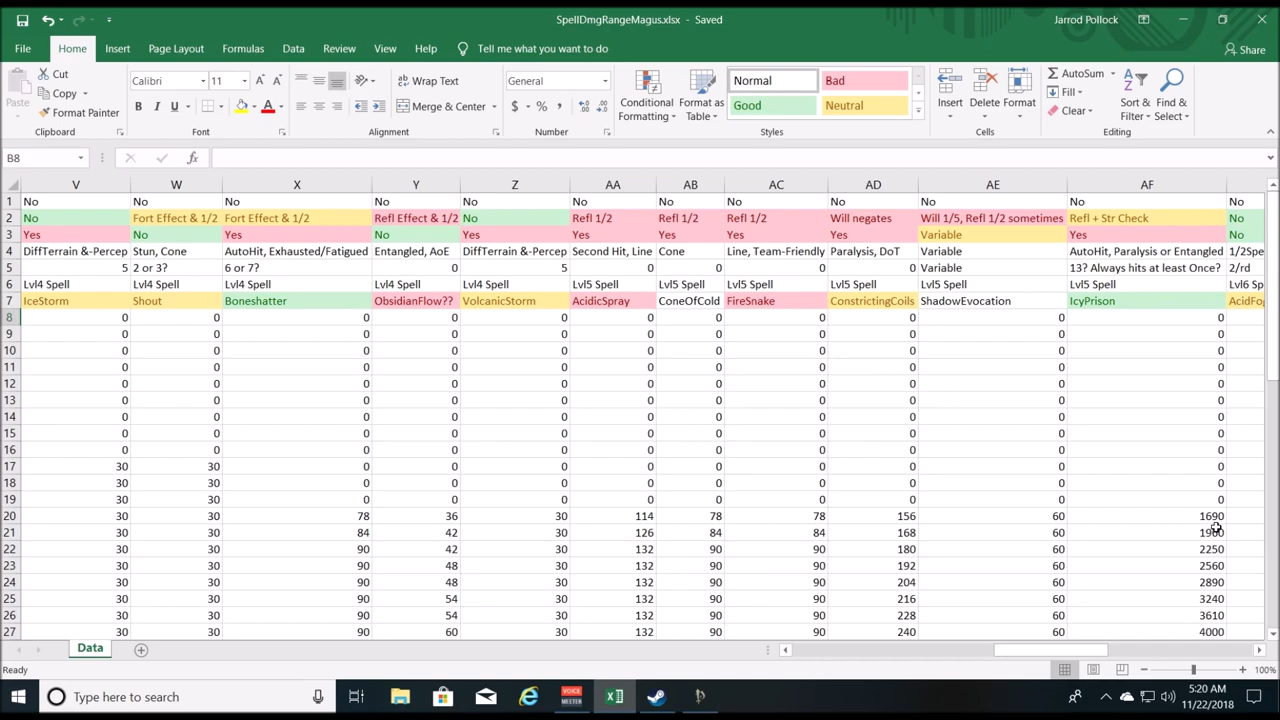 SpellDmgRangeMagus.xlsx - Saved
Jarrod Pollock
File Home Insert Page Layout Formulas Data Review View Help Tell me what you want to do Share
Paste
Cut
Copy
Format Painter
Clipboard
Calibri 11
B I U
Font
Wrap Text
Merge & Center
Alignment
General
$ % ,
Number
Conditional Formatting
Format as Table
Normal Bad
Good Neutral
Styles
Insert Delete Format
Cells
AutoSum
Fill
Clear
Sort & Filter
Find & Select
Editing
B8 fx
V W X Y Z AA AB AC AD AE AF
1 No No No No No No No No No No No No
2 No Fort Effect & 1/2 Fort Effect & 1/2 Refl Effect & 1/2 No Refl 1/2 Refl 1/2 Refl 1/2 Will negates Will 1/5, Refl 1/2 sometimes Refl + Str Check No
3 Yes No Yes No Yes Yes Yes Yes Yes Variable Yes No
4 DiffTerrain &-Percep Stun, Cone AutoHit, Exhausted/Fatigued Entangled, AoE DiffTerrain &-Percep Second Hit, Line Cone Line, Team-Friendly Paralysis, DoT Variable AutoHit, Paralysis or Entangled 1/2Spe
5 5 2 or 3? 6 or 7? 0 5 0 0 0 0 Variable 13? Always hits at least Once? 2/rd
6 Lvl4 Spell Lvl4 Spell Lvl4 Spell Lvl4 Spell Lvl4 Spell Lvl5 Spell Lvl5 Spell Lvl5 Spell Lvl5 Spell Lvl5 Spell Lvl5 Spell Lvl6 S
7 IceStorm Shout Boneshatter ObsidianFlow?? VolcanicStorm AcidicSpray ConeOfCold FireSnake ConstrictingCoils ShadowEvocation IcyPrison AcidFog
8 0 0 0 0 0 0 0 0 0 0 0
9 0 0 0 0 0 0 0 0 0 0 0
10 0 0 0 0 0 0 0 0 0 0 0
11 0 0 0 0 0 0 0 0 0 0 0
12 0 0 0 0 0 0 0 0 0 0 0
13 0 0 0 0 0 0 0 0 0 0 0
14 0 0 0 0 0 0 0 0 0 0 0
15 0 0 0 0 0 0 0 0 0 0 0
16 0 0 0 0 0 0 0 0 0 0 0
17 30 30 0 0 0 0 0 0 0 0 0
18 30 30 0 0 0 0 0 0 0 0 0
19 30 30 0 0 0 0 0 0 0 0 0
20 30 30 78 36 30 114 78 78 156 60 1690
21 30 30 84 42 30 126 84 84 168 60
22 30 30 90 42 30 132 90 90 180 60 2250
23 30 30 90 48 30 132 90 90 192 60 2560
24 30 30 90 48 30 132 90 90 204 60 2890
25 30 30 90 54 30 132 90 90 216 60 3240
26 30 30 90 54 30 132 90 90 228 60 3610
27 30 30 90 60 30 132 90 90 240 60 4000
Data
Ready 100%
Type here to search
VOICE MEETER
5:20 AM
11/22/2018